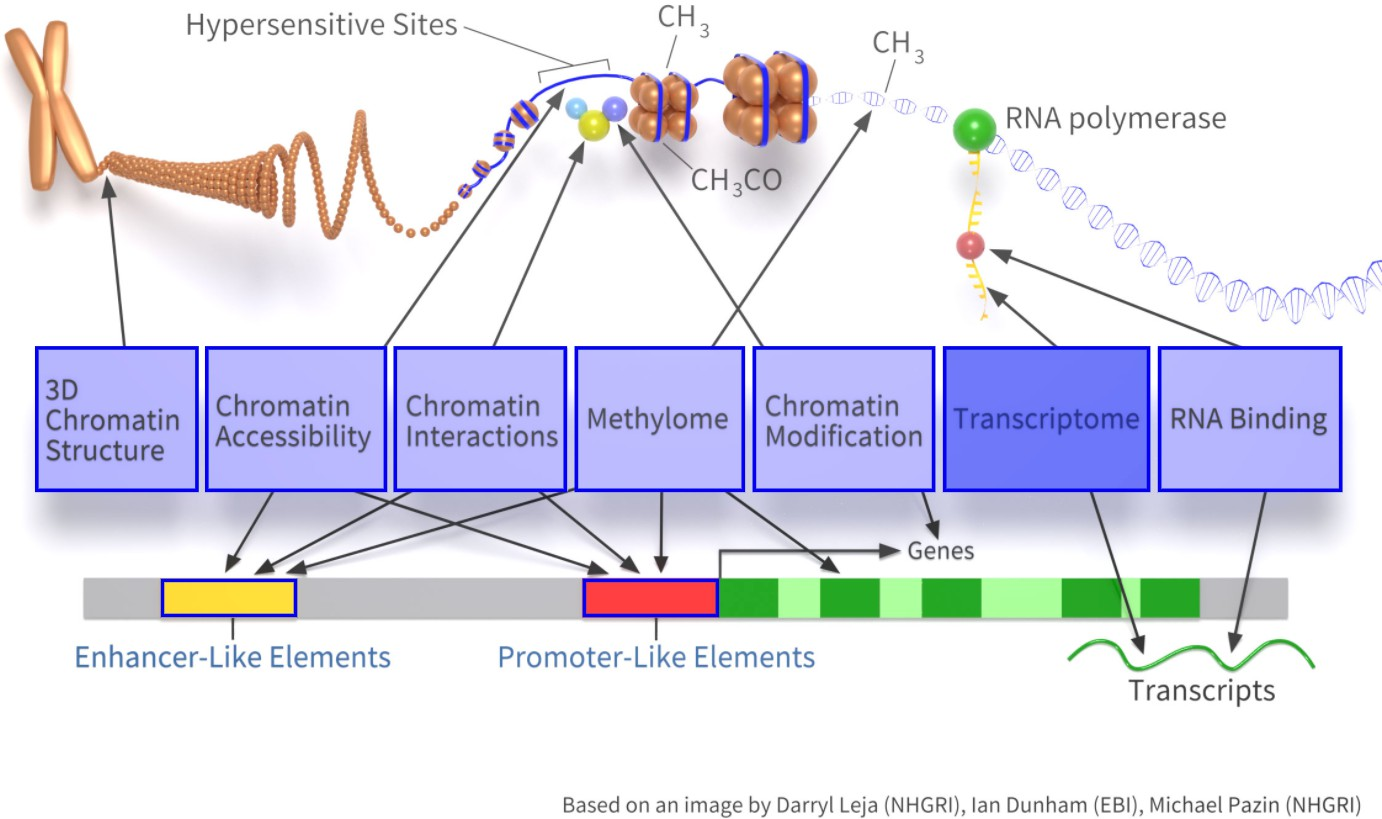 Hypersensitive Sites
CH3
CH3
RNA polymerase
CH3CO
3D
Chromatin
Structure
Chromatin
Accessibility
Chromatin
Interactions
Methylome
Chromatin
Modification
Transcriptome
RNA Binding
Genes
Enhancer-Like Elements
Promoter-Like Elements
Transcripts
Based on an image by Darryl Leja (NHGRI), Ian Dunham (EBI), Michael Pazin (NHGRI)